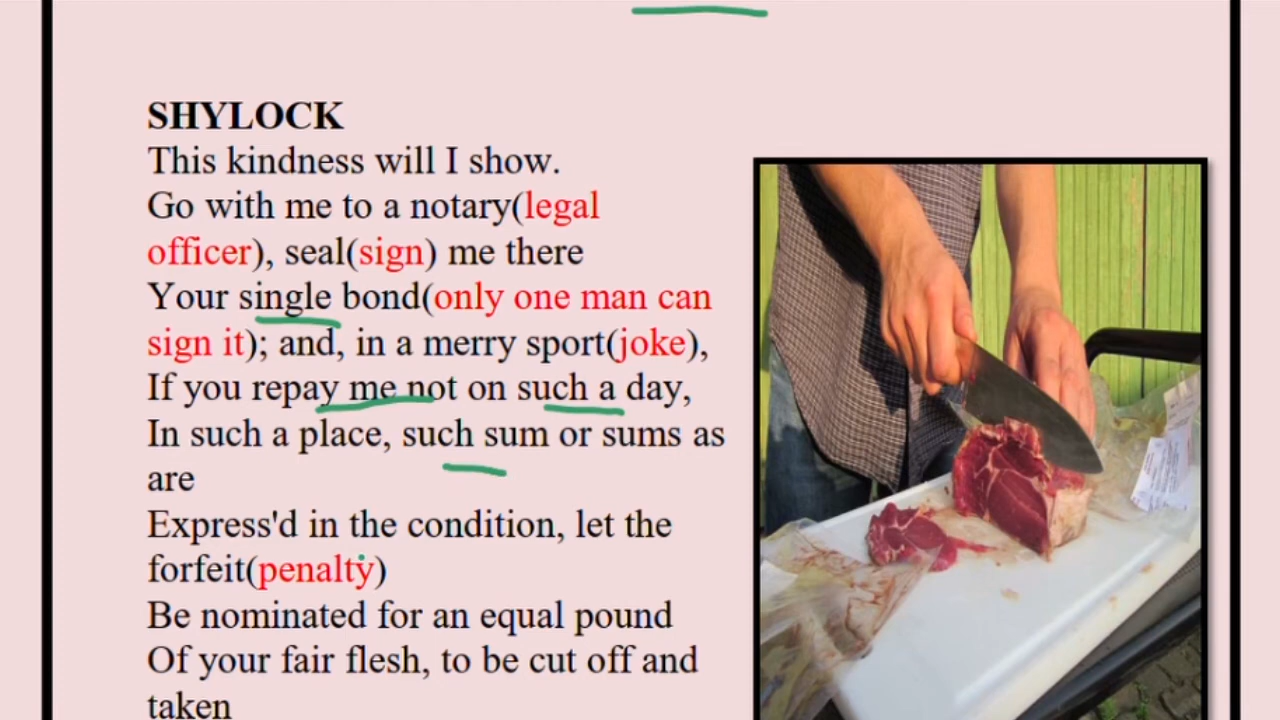 SHYLOCK
This kindness will I show.
Go with me to a notary(legal
officer), seal(sign) me there
Your single bond(only one man can
sign it); and, in a merry sport(joke),
If you repay me not on such a day,
In such a place, such sum or sums as
are
Express'd in the condition, let the
forfeit(penalty)
Be nominated for an equal pound
Of your fair flesh, to be cut off and
taken